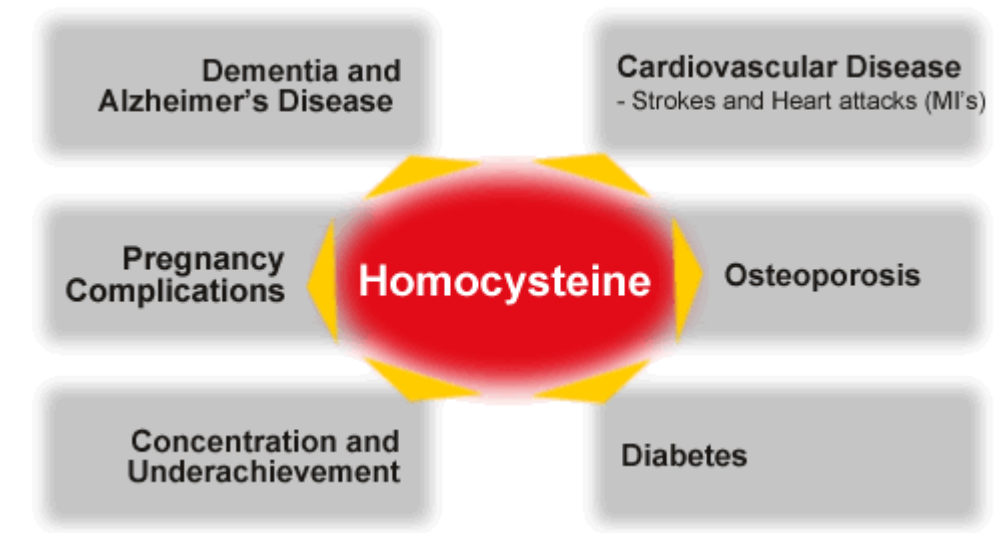 Dementia and
Alzheimer's Disease
Cardiovascular Disease
- Strokes and Heart attacks (MI's)
Pregnancy
Complications
Homocysteine
Osteoporosis
Concentration and
Underachievement
Diabetes